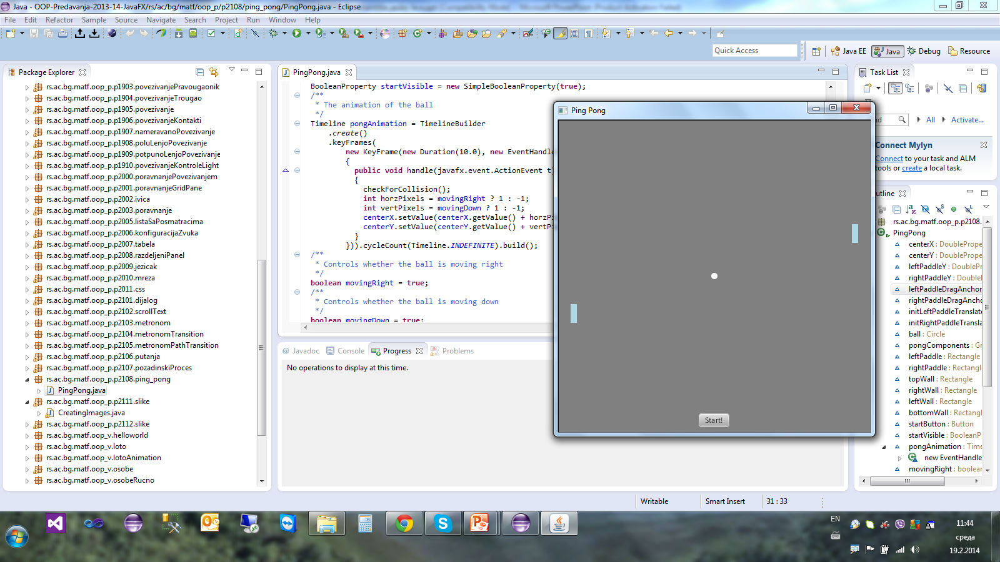 Java - OOP-Predavanja-2013-14-JavaFX/rs/ac/bg/matf/oop_p/p2108/ping_pong/PingPong.java - Eclipse
File Edit Refactor Sample Source Navigate Search Project Run Window Help
Quick Access
Java EE
Java
Debug
Resource
Package Explorer
rs.ac.bg.matf.oop_p.p1903.povezivanjePravougaonik
rs.ac.bg.matf.oop_p.p1904.povezivanjeTrougao
rs.ac.bg.matf.oop_p.p1905.povezivanje
rs.ac.bg.matf.oop_p.p1906.povezivanjeKontakti
rs.ac.bg.matf.oop_p.p1907.nameravanoPovezivanje
rs.ac.bg.matf.oop_p.p1908.poluLenjoPovezivanje
rs.ac.bg.matf.oop_p.p1909.potpunoLenjoPovezivanje
rs.ac.bg.matf.oop_p.p1910.povezivanjeKontroleLight
rs.ac.bg.matf.oop_p.p2000.poravnanjePovezivanjem
rs.ac.bg.matf.oop_p.p2001.poravnanjeGridPane
rs.ac.bg.matf.oop_p.p2002.ivica
rs.ac.bg.matf.oop_p.p2003.poravnanje
rs.ac.bg.matf.oop_p.p2005.listaSaPosmatracima
rs.ac.bg.matf.oop_p.p2006.konfiguracijaZvuka
rs.ac.bg.matf.oop_p.p2007.tabela
rs.ac.bg.matf.oop_p.p2008.razdeljeniPanel
rs.ac.bg.matf.oop_p.p2009.jezicak
rs.ac.bg.matf.oop_p.p2010.mreza
rs.ac.bg.matf.oop_p.p2011.css
rs.ac.bg.matf.oop_p.p2101.dijalog
rs.ac.bg.matf.oop_p.p2102.scrollText
rs.ac.bg.matf.oop_p.p2103.metronom
rs.ac.bg.matf.oop_p.p2104.metronomTransition
rs.ac.bg.matf.oop_p.p2105.metronomPathTransition
rs.ac.bg.matf.oop_p.p2106.putanja
rs.ac.bg.matf.oop_p.p2107.pozadinskiProces
rs.ac.bg.matf.oop_p.p2108.ping_pong
PingPong.java
rs.ac.bg.matf.oop_p.p2111.slike
CreatingImages.java
rs.ac.bg.matf.oop_p.p2112.slike
rs.ac.bg.matf.oop_v.helloworld
rs.ac.bg.matf.oop_v.loto
rs.ac.bg.matf.oop_v.lotoAnimation
rs.ac.bg.matf.oop_v.osobe
rs.ac.bg.matf.oop_v.osobeRucno
PingPong.java
BooleanProperty startVisible = new SimpleBooleanProperty(true);
/**
* The animation of the ball
*/
Timeline pongAnimation = TimelineBuilder
.create()
.keyFrames(
new KeyFrame(new Duration(10.0), new EventHandle
{
public void handle(javafx.event.ActionEvent t)
{
checkForCollision();
int horzPixels = movingRight ? 1 : -1;
int vertPixels = movingDown ? 1 : -1;
centerX.setValue(centerX.getValue() + horzPi
centerY.setValue(centerY.getValue() + vertPi
}
})).cycleCount(Timeline.INDEFINITE).build();
/**
* Controls whether the ball is moving right
*/
boolean movingRight = true;
/**
* Controls whether the ball is moving down
*/
boolean movingDown = true;
@ Javadoc
Console
Progress
Problems
No operations to display at this time.
Ping Pong
Start!
Task List
nd
All
Activate...
Connect Mylyn
Connect to your task and ALM
tools or create a local task.
utline
rs.ac.bg.matf.oop_p.p2108.
PingPong
centerX : DoublePrope
centerY : DoublePrope
leftPaddleY : DoublePr
rightPaddleY : Double
leftPaddleDragAnchor
rightPaddleDragAncho
initLeftPaddleTranslate
initRightPaddleTransla
ball : Circle
pongComponents : Gr
leftPaddle : Rectangle
rightPaddle : Rectangl
topWall : Rectangle
rightWall : Rectangle
leftWall : Rectangle
bottomWall : Rectangl
startButton : Button
startVisible : BooleanP
pongAnimation : Time
new EventHandle
movingRight : boolean
Writable
Smart Insert
31 : 33
EN
11:44
среда
19.2.2014